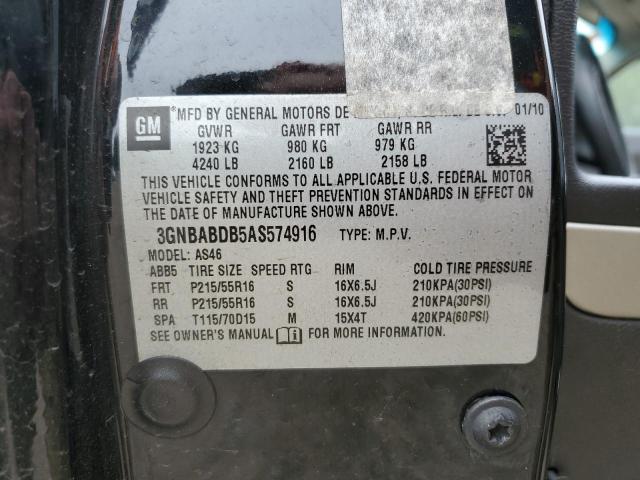 GM
®
MFD BY GENERAL MOTORS DE 01/10
GVWR GAWR FRT GAWR RR
1923 KG 980 KG 979 KG
4240 LB 2160 LB 2158 LB
THIS VEHICLE CONFORMS TO ALL APPLICABLE U.S. FEDERAL MOTOR
VEHICLE SAFETY AND THEFT PREVENTION STANDARDS IN EFFECT ON
THE DATE OF MANUFACTURE SHOWN ABOVE.
3GNBABDB5AS574916 TYPE: M.P.V.
MODEL: AS46
ABB5 TIRE SIZE SPEED RTG RIM COLD TIRE PRESSURE
FRT P215/55R16 S 16X6.5J 210KPA(30PSI)
RR P215/55R16 S 16X6.5J 210KPA(30PSI)
SPA T115/70D15 M 15X4T 420KPA(60PSI)
SEE OWNER'S MANUAL FOR MORE INFORMATION.